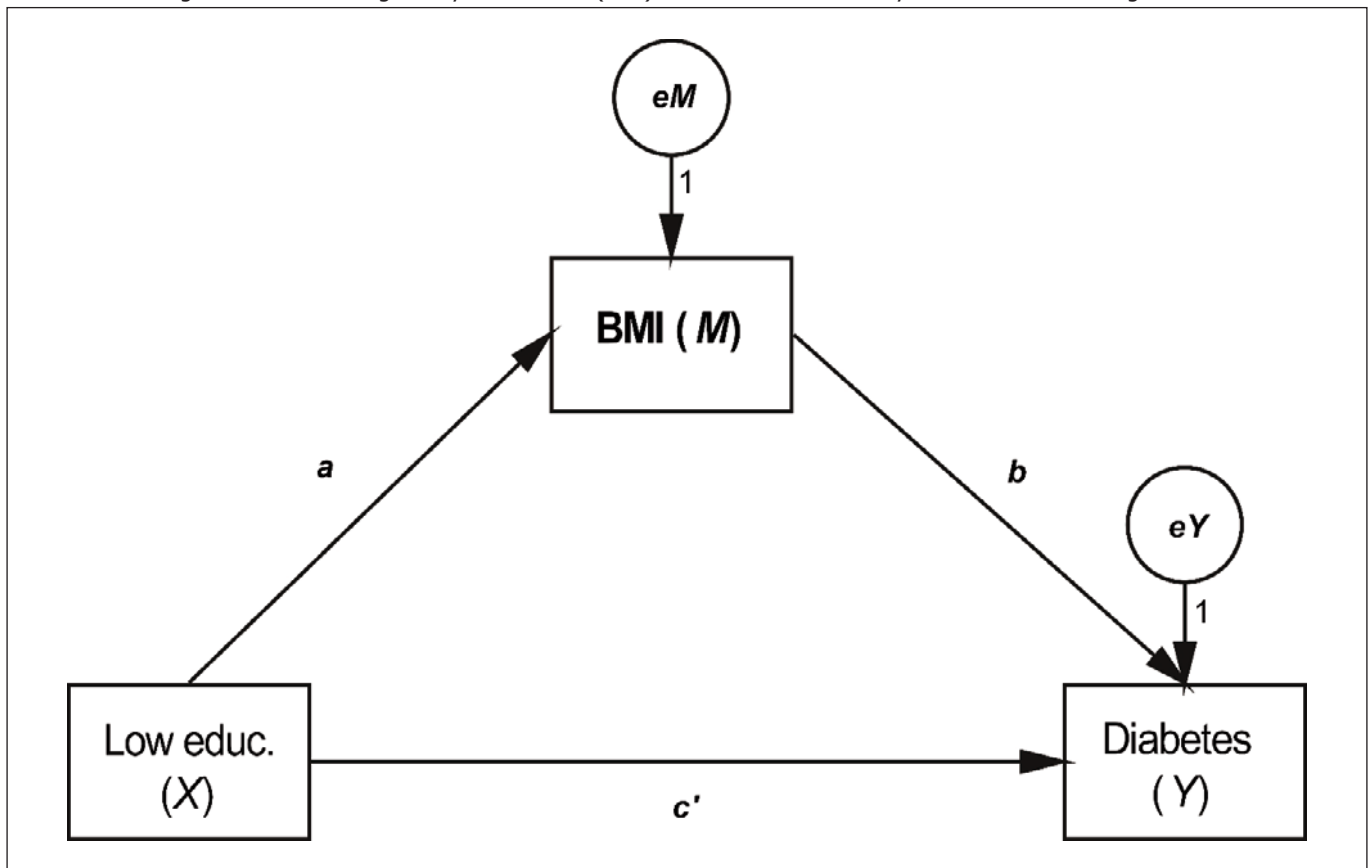 eM
1
BMI ( M)
a
b
eY
1
Low educ.
(X)
Diabetes
( Y)
c'